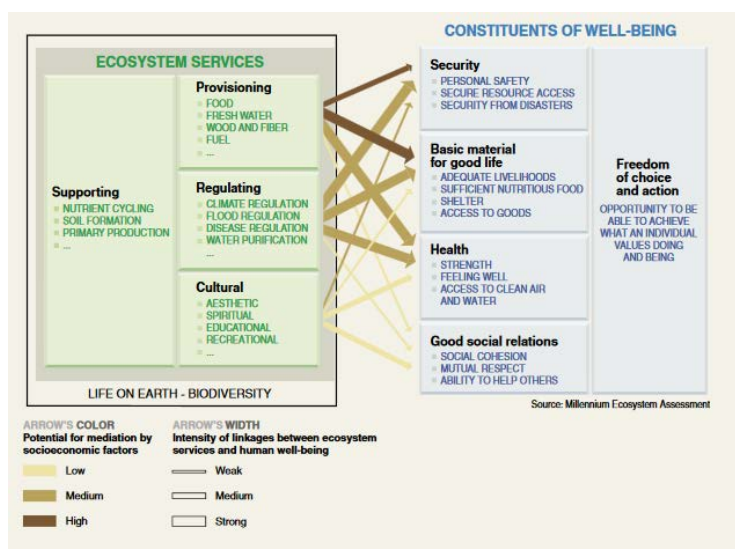 ECOSYSTEM SERVICES
Supporting
NUTRIENT CYCLING
SOIL FORMATION
PRIMARY PRODUCTION
...
Provisioning
FOOD
FRESH WATER
WOOD AND FIBER
FUEL
...
Regulating
CLIMATE REGULATION
FLOOD REGULATION
DISEASE REGULATION
WATER PURIFICATION
...
Cultural
AESTHETIC
SPIRITUAL
EDUCATIONAL
RECREATIONAL
...
LIFE ON EARTH - BIODIVERSITY
CONSTITUENTS OF WELL-BEING
Security
PERSONAL SAFETY
SECURE RESOURCE ACCESS
SECURITY FROM DISASTERS
Basic material
for good life
ADEQUATE LIVELIHOODS
SUFFICIENT NUTRITIOUS FOOD
SHELTER
ACCESS TO GOODS
Health
STRENGTH
FEELING WELL
ACCESS TO CLEAN AIR
AND WATER
Good social relations
SOCIAL COHESION
MUTUAL RESPECT
ABILITY TO HELP OTHERS
Freedom
of choice
and action
OPPORTUNITY TO BE
ABLE TO ACHIEVE
WHAT AN INDIVIDUAL
VALUES DOING
AND BEING
Source: Millennium Ecosystem Assessment
ARROW'S COLOR
Potential for mediation by
socioeconomic factors
Low
Medium
High
ARROW'S WIDTH
Intensity of linkages between ecosystem
services and human well-being
Weak
Medium
Strong